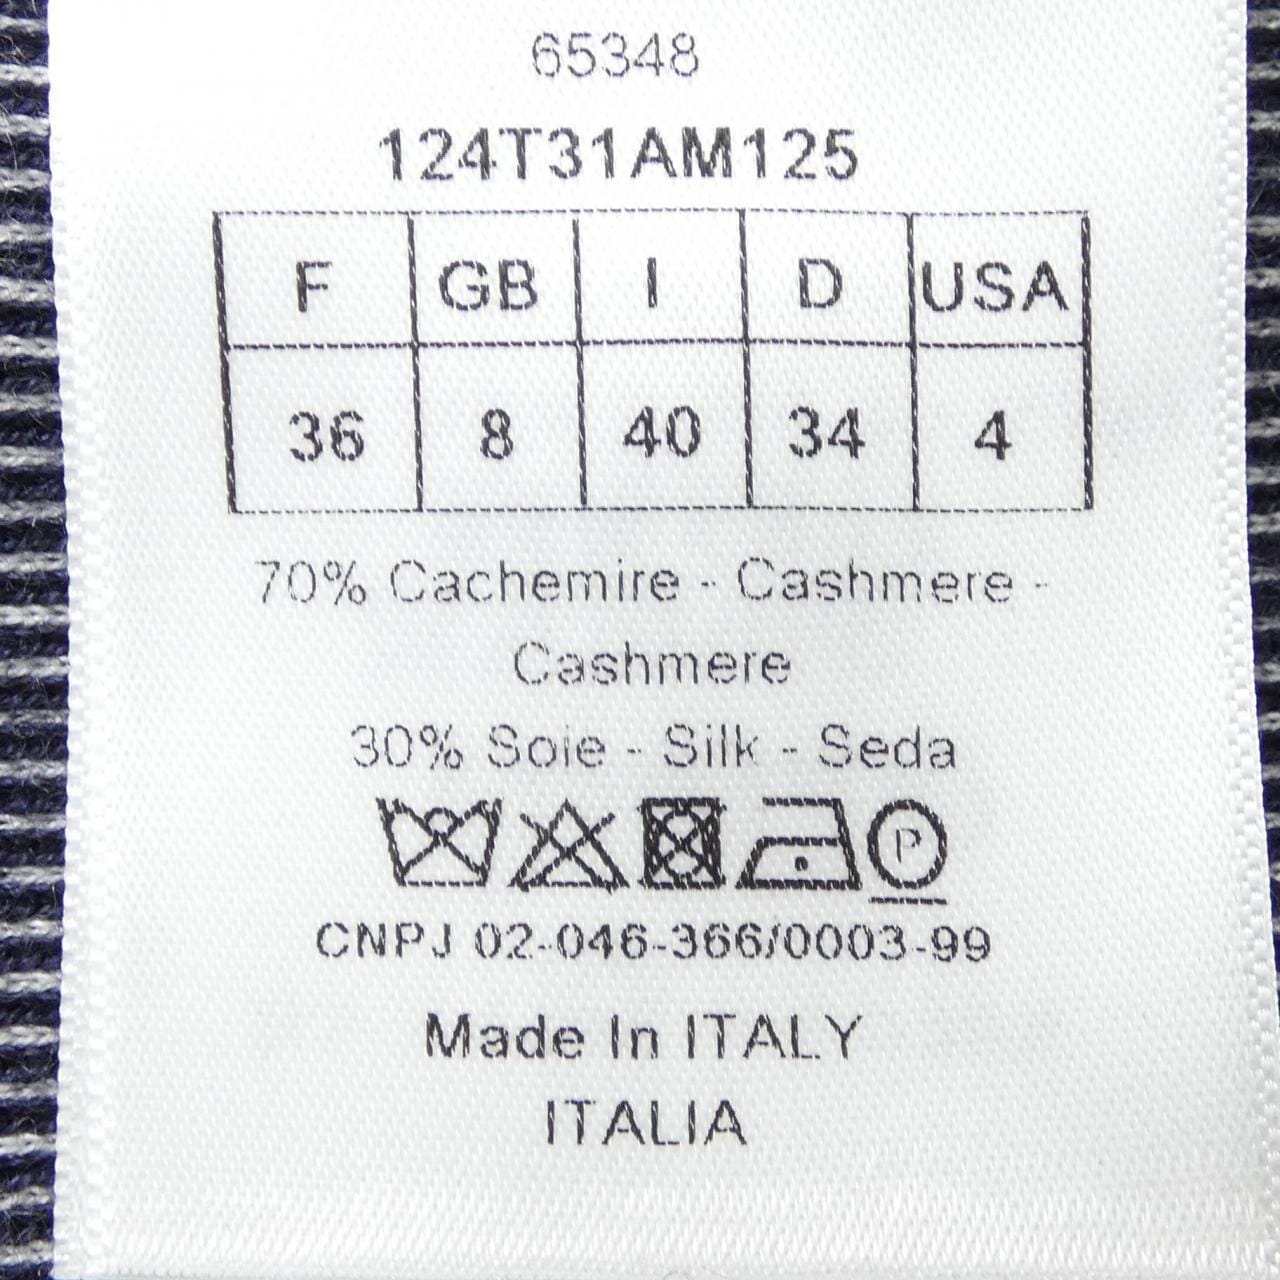 65348
124T31AM125
F GB I D USA
36 8 40 34 4
70% Cachemire - Cashmere -
Cashmere
30% Soie - Silk - Seda
P
CNPJ 02-046-366/0003-99
Made In ITALY
ITALIA